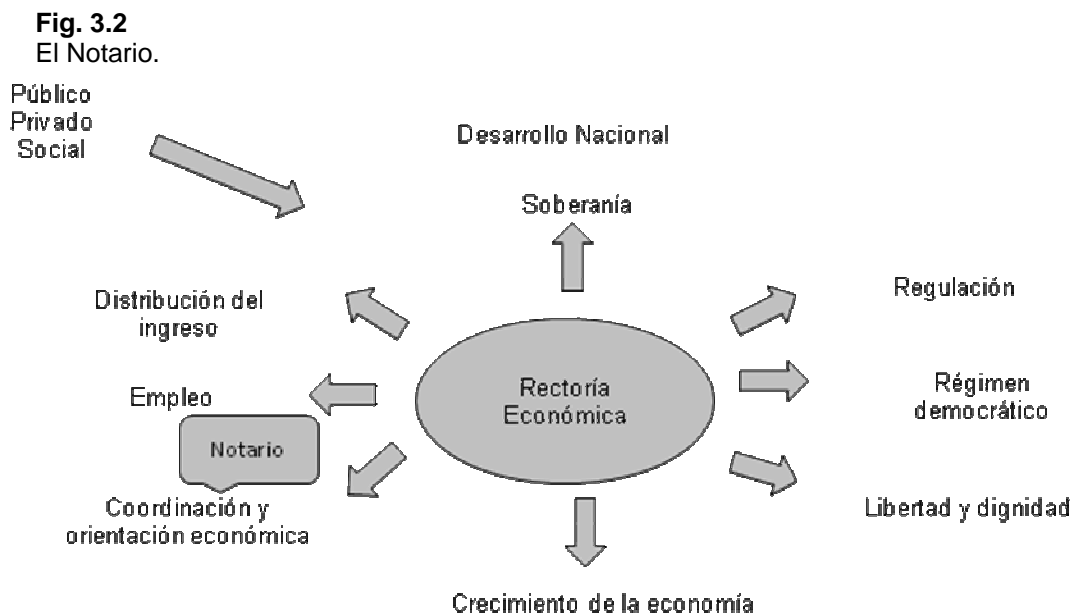 Fig. 3.2
El Notario.
Público
Privado
Social
Desarrollo Nacional
Soberanía
Distribución del
ingreso
Regulación
Empleo
Rectoría
Económica
Régimen
democrático
Notario
Coordinación y
orientación económica
Libertad y dignidad
Crecimiento de la economía